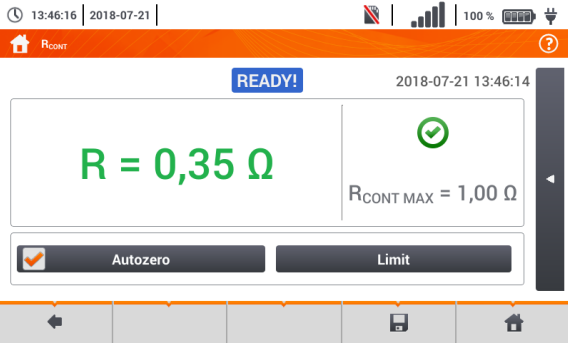 13:46:16 2018-07-21 100 %
RCONT ?
READY! 2018-07-21 13:46:14
R = 0,35 Ω
RCONT MAX = 1,00 Ω
Autozero Limit